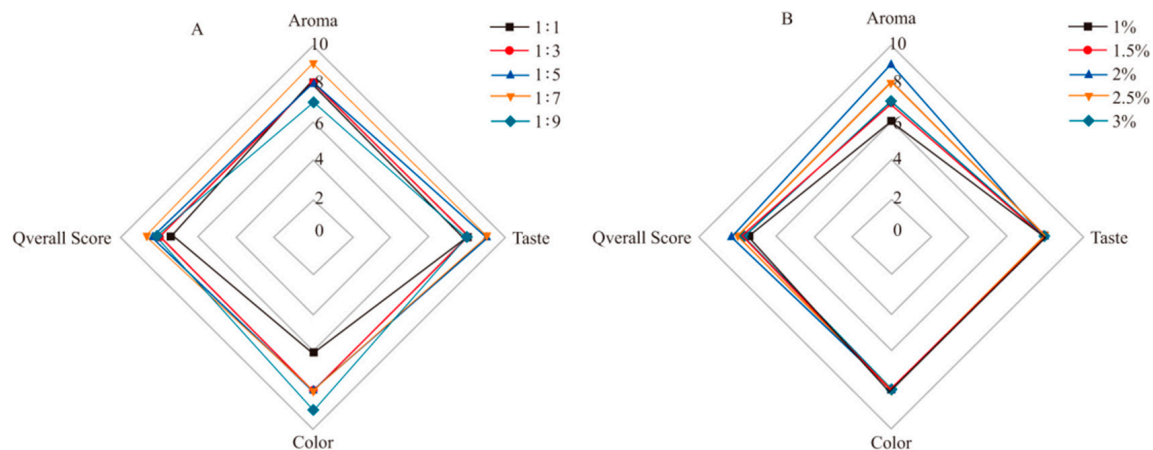 A
Aroma
10
8
6
4
2
0
Qverall Score
Taste
Color
1∶1
1∶3
1∶5
1∶7
1∶9
B
Aroma
10
8
6
4
2
0
Qverall Score
Taste
Color
1%
1.5%
2%
2.5%
3%